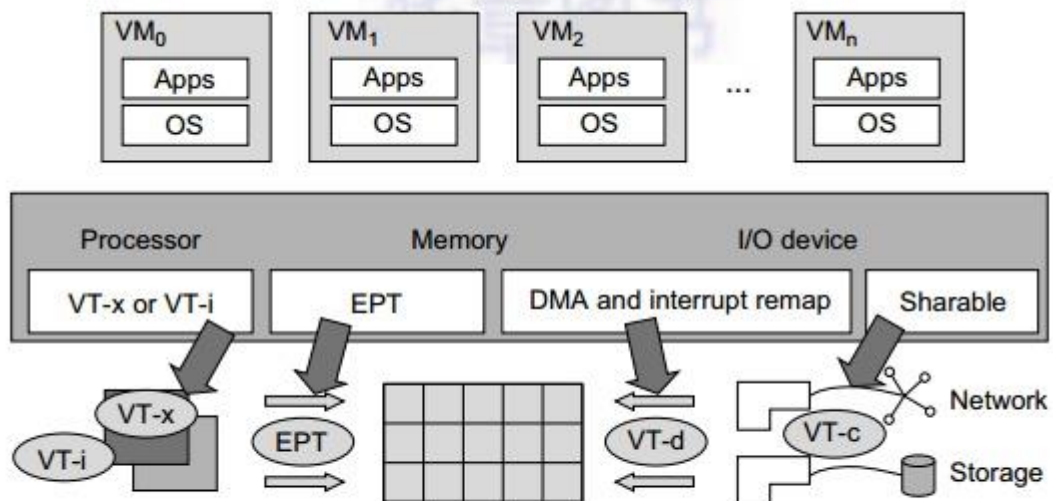 VM0 VM1 VM2 VMn
Apps Apps Apps ... Apps
OS OS OS OS
Processor Memory I/O device
VT-x or VT-i EPT DMA and interrupt remap Sharable
VT-x
VT-i
EPT
VT-d
VT-c
Network
Storage